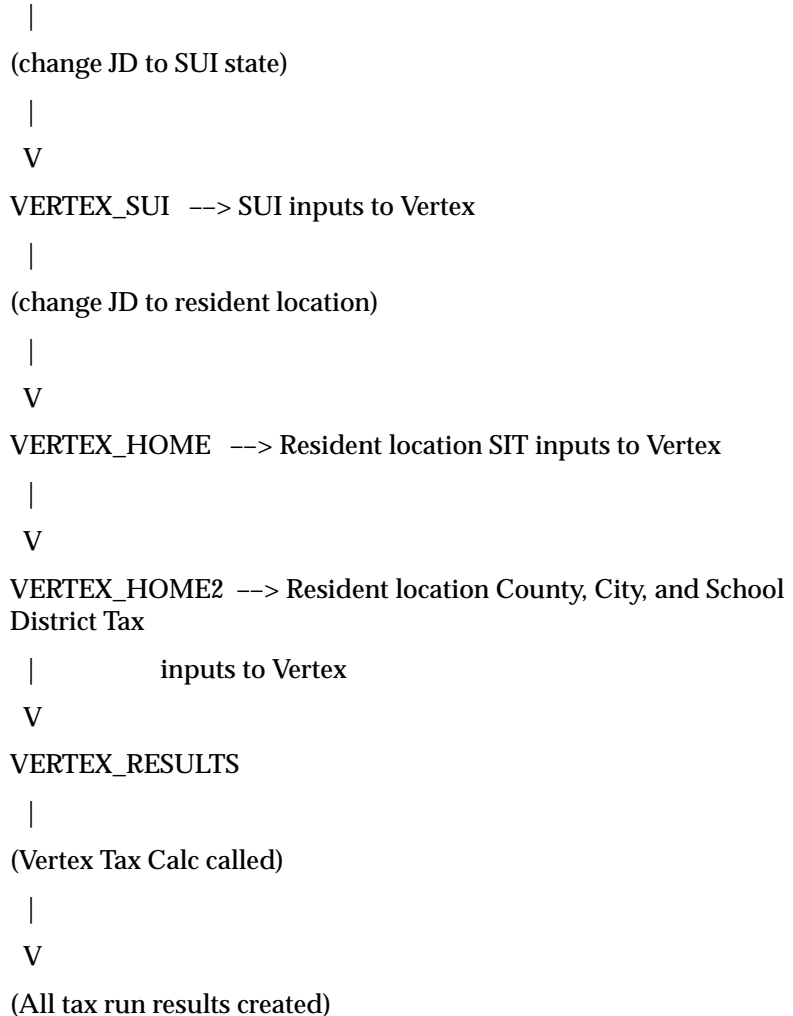 |
(change JD to SUI state)
|
V
VERTEX_SUI ––> SUI inputs to Vertex
|
(change JD to resident location)
|
V
VERTEX_HOME ––> Resident location SIT inputs to Vertex
|
V
VERTEX_HOME2 ––> Resident location County, City, and School
District Tax
| inputs to Vertex
V
VERTEX_RESULTS
|
(Vertex Tax Calc called)
|
V
(All tax run results created)